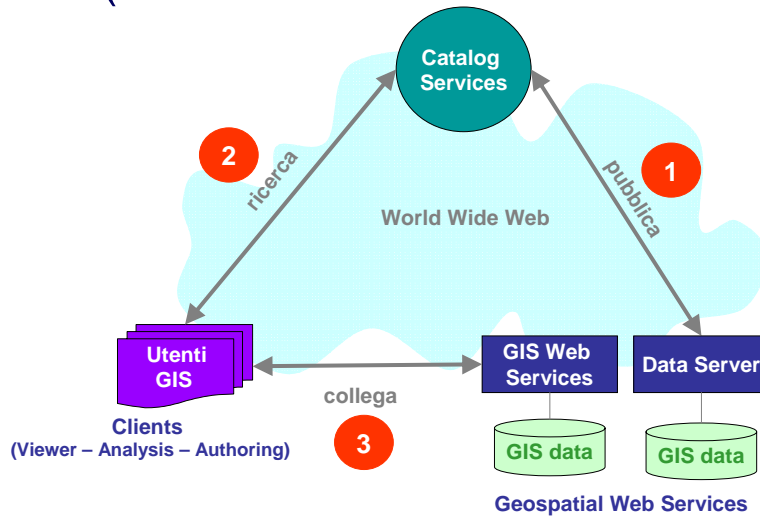 (
Catalog
Services
2
1
ricerca
pubblica
World Wide Web
Utenti
GIS
GIS Web
Services
Data Server
collega
3
Clients
(Viewer – Analysis – Authoring)
GIS data
GIS data
Geospatial Web Services